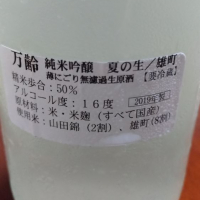 万齢 純米吟醸 夏の生／雄町
薄にごり無濾過生原酒 【要冷蔵】
精米歩合：50％
アルコール度：１６度 2019年製
原材料：米・米麹（すべて国産）
使用米：山田錦（2割）、雄町（8割）